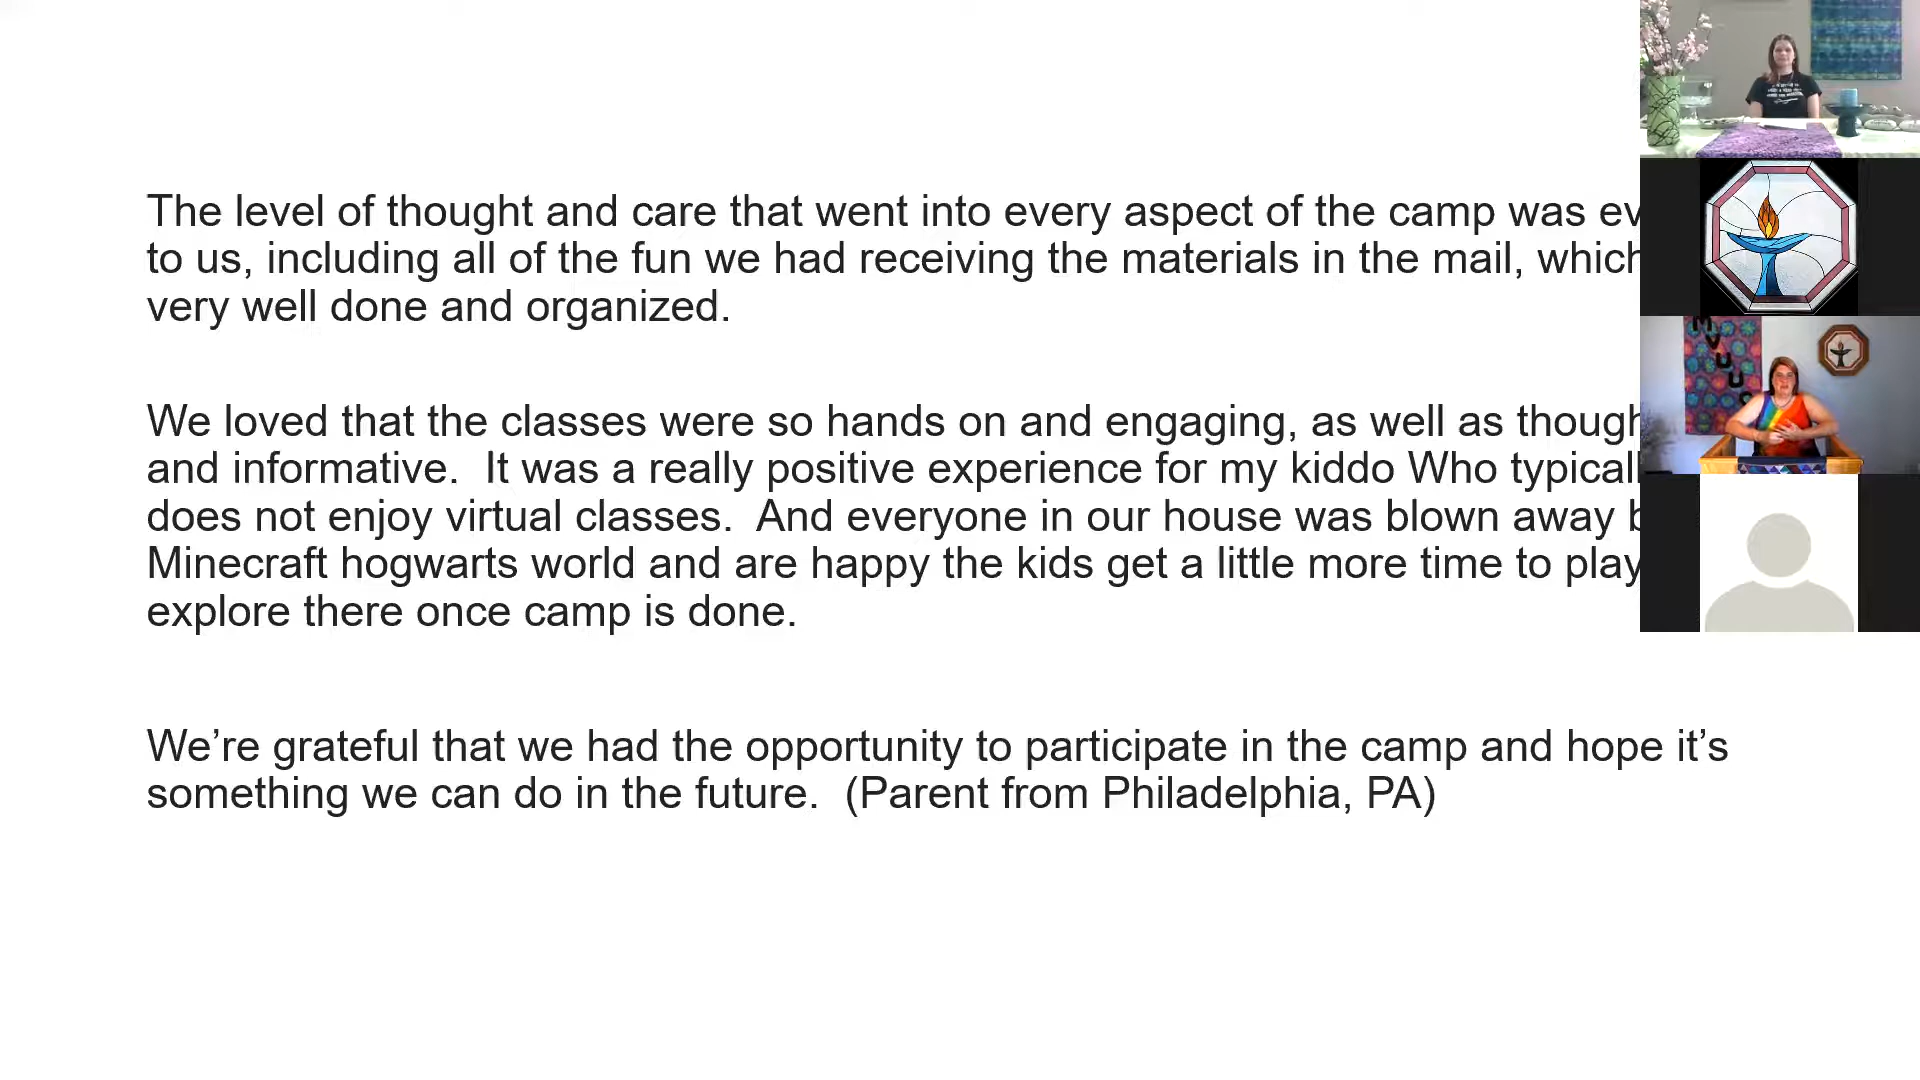 The level of thought and care that went into every aspect of the camp was
to us, including all of the fun we had receiving the materials in the mail, which
very well done and organized.
We loved that the classes were so hands on and engaging, as well as
and informative.  It was a really positive experience for my kiddo Who
does not enjoy virtual classes.  And everyone in our house was blown away
Minecraft hogwarts world and are happy the kids get a little more time to play
explore there once camp is done.
We’re grateful that we had the opportunity to participate in the camp and hope it’s
something we can do in the future.  (Parent from Philadelphia, PA)
MVUU